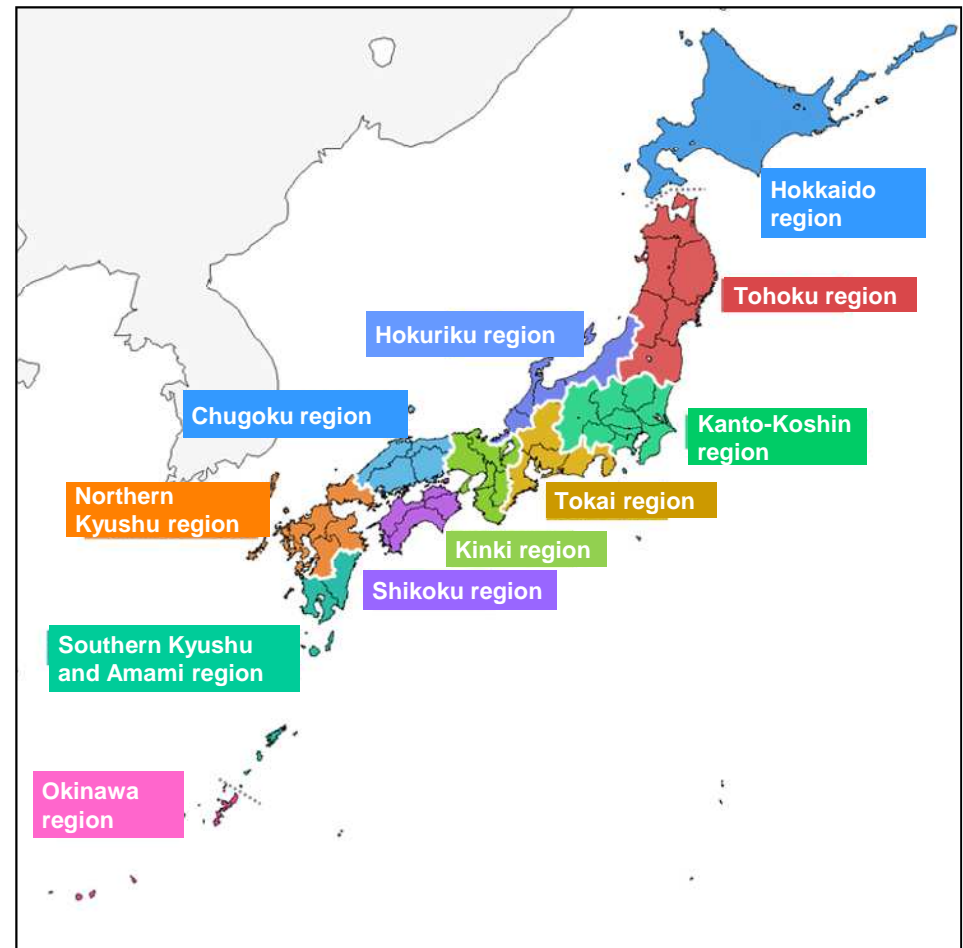 Hokkaido
region
Tohoku region
Hokuriku region
Chugoku region
Kanto-Koshin
region
Northern
Kyushu region
Tokai region
Kinki region
Shikoku region
Southern Kyushu
and Amami region
Okinawa
region